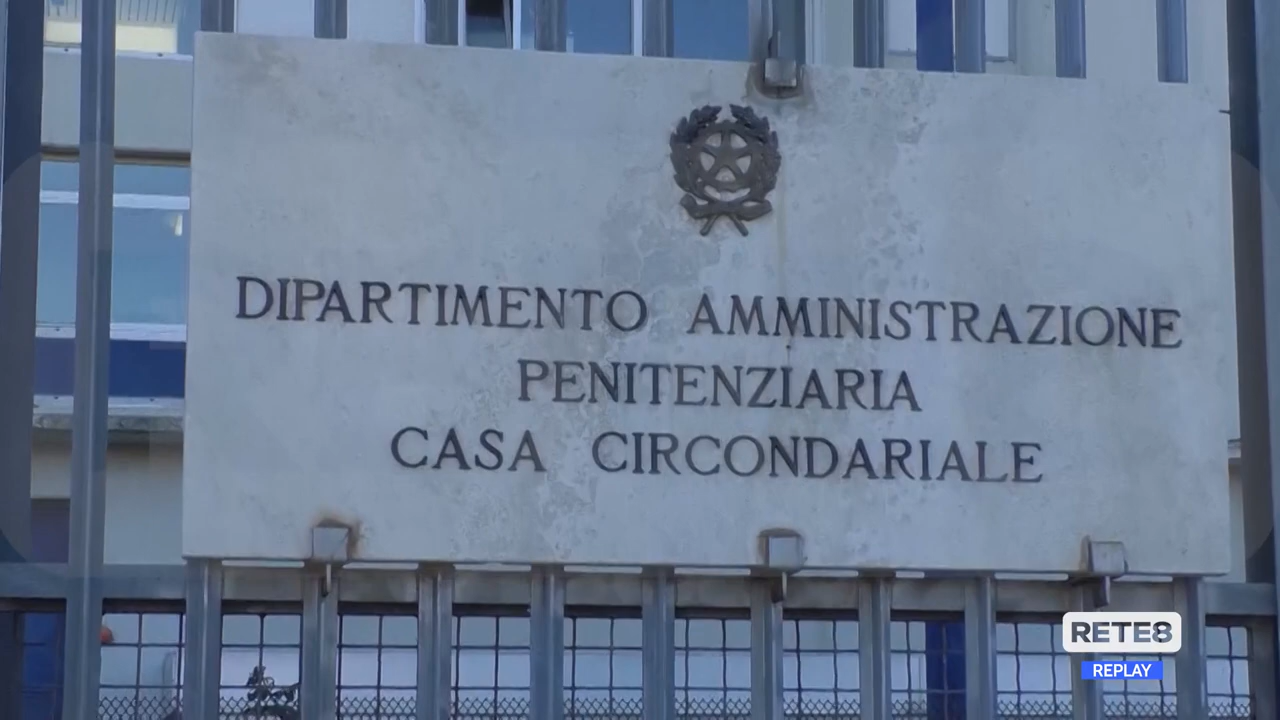 DIPARTIMENTO AMMINISTRAZIONE
PENITENZIARIA
CASA CIRCONDARIALE
RETE8
REPLAY